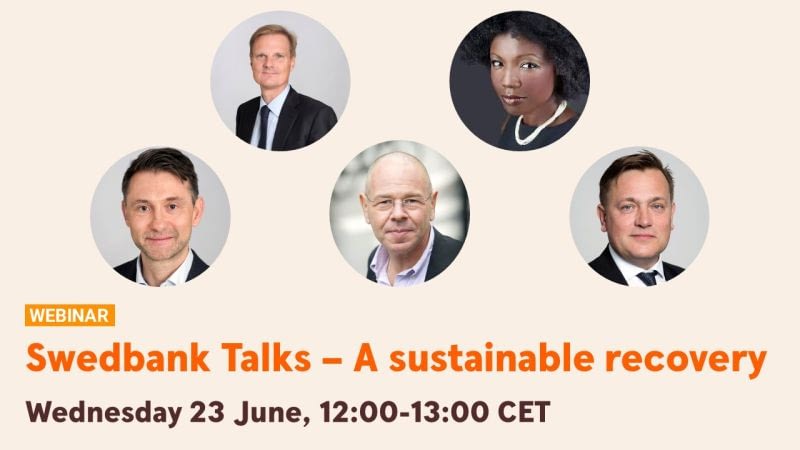 WEBINAR
Swedbank Talks – A sustainable recovery
Wednesday 23 June, 12:00-13:00 CET